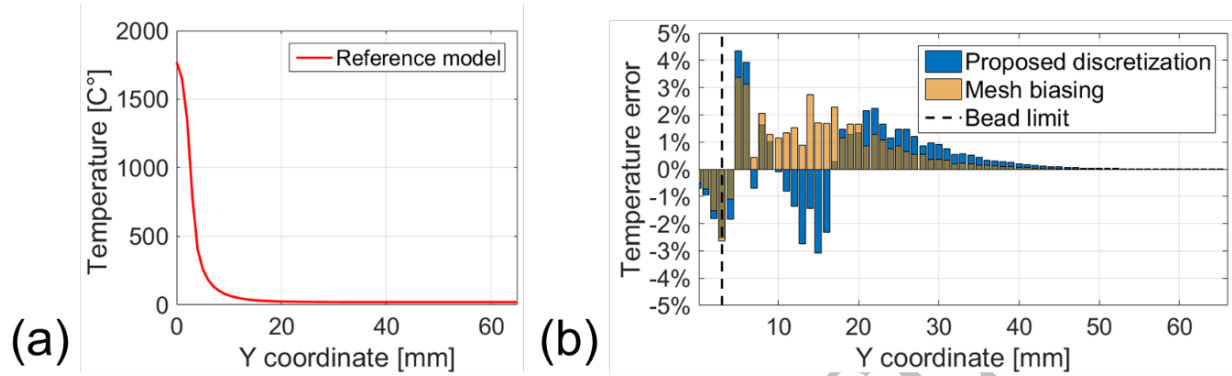 (a)
Temperature [C°]
2000
1500
1000
500
0
0 20 40 60
Y coordinate [mm]
Reference model
(b)
Temperature error
5%
4%
3%
2%
1%
0%
-1%
-2%
-3%
-4%
-5%
10 20 30 40 50 60
Y coordinate [mm]
Proposed discretization
Mesh biasing
Bead limit